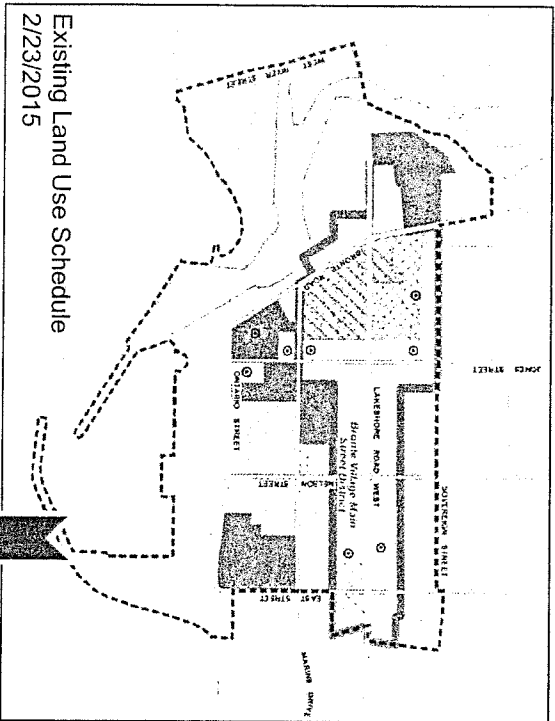 Existing Land Use Schedule
2/23/2015
WEST RIVER STREET
BRONTE ROAD
JONES STREET
SOVEREIGN STREET
LAKESHORE ROAD WEST
Bronte Village Main
Street District
NELSON STREET
ONTARIO STREET
EAST STREET
MARINE DRIVE